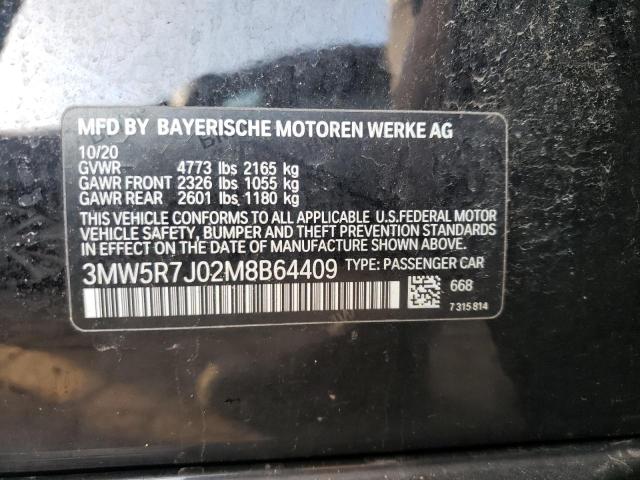 MFD BY BAYERISCHE MOTOREN WERKE AG
10/20
GVWR 4773 lbs 2165 kg
GAWR FRONT 2326 lbs 1055 kg
GAWR REAR 2601 lbs 1180 kg
THIS VEHICLE CONFORMS TO ALL APPLICABLE U.S.FEDERAL MOTOR
VEHICLE SAFETY, BUMPER AND THEFT PREVENTION STANDARDS
IN EFFECT ON THE DATE OF MANUFACTURE SHOWN ABOVE.
3MW5R7J02M8B64409 TYPE: PASSENGER CAR
668
7 315 814